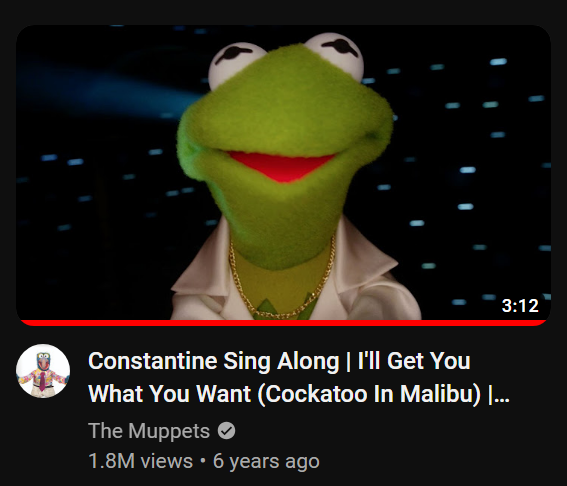 3:12
Constantine Sing Along | I'll Get You
What You Want (Cockatoo In Malibu) |...
The Muppets
1.8M views • 6 years ago